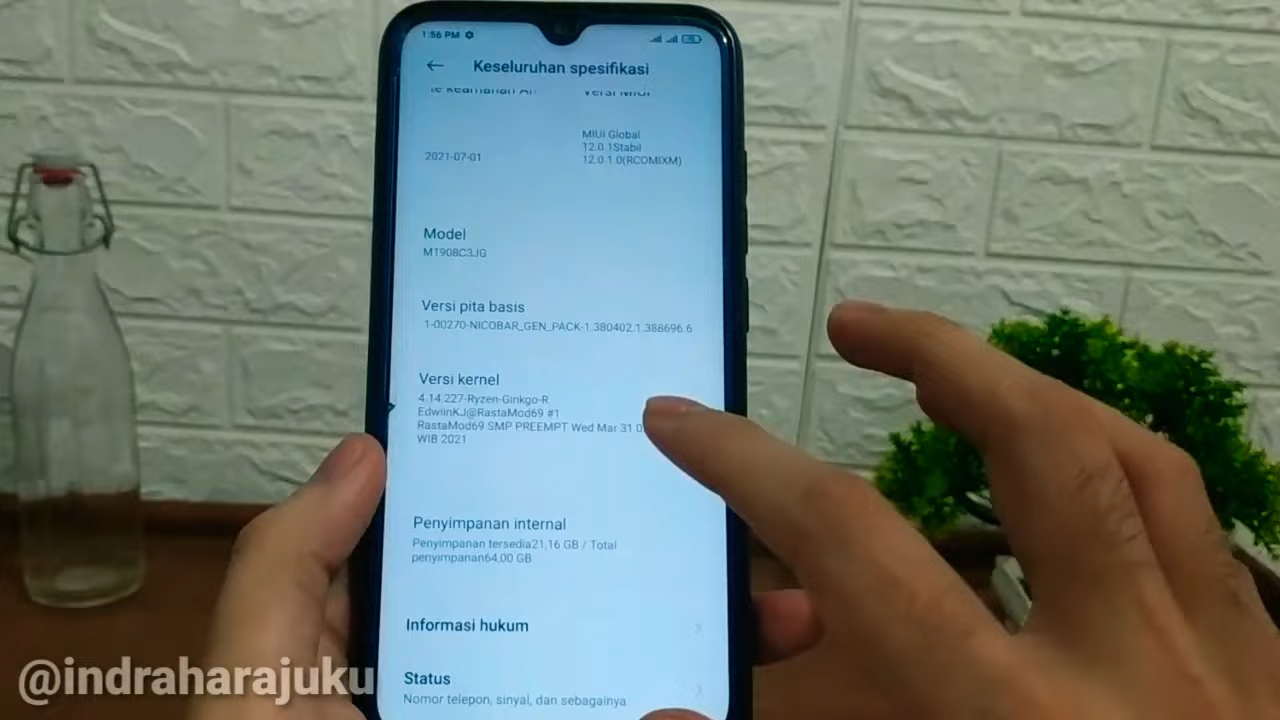 1:56 PM
Keseluruhan spesifikasi
Versi MIUI
2021-07-01
MIUI Global
12.0.1Stabil
12.0.1.0(RCOMIXM)
Model
M1908C3JG
Versi pita basis
1-00270-NICOBAR_GEN_PACK-1.380402.1.388696.6
Versi kernel
4.14.227-Ryzen-Ginkgo-R
EdwiinKJ@RastaMod69 #1
RastaMod69 SMP PREEMPT Wed Mar 31
WIB 2021
Penyimpanan internal
Penyimpanan tersedia21,16 GB / Total
penyimpanan64,00 GB
Informasi hukum
Status
Nomor telepon, sinyal, dan sebagainya
@indraharajuku